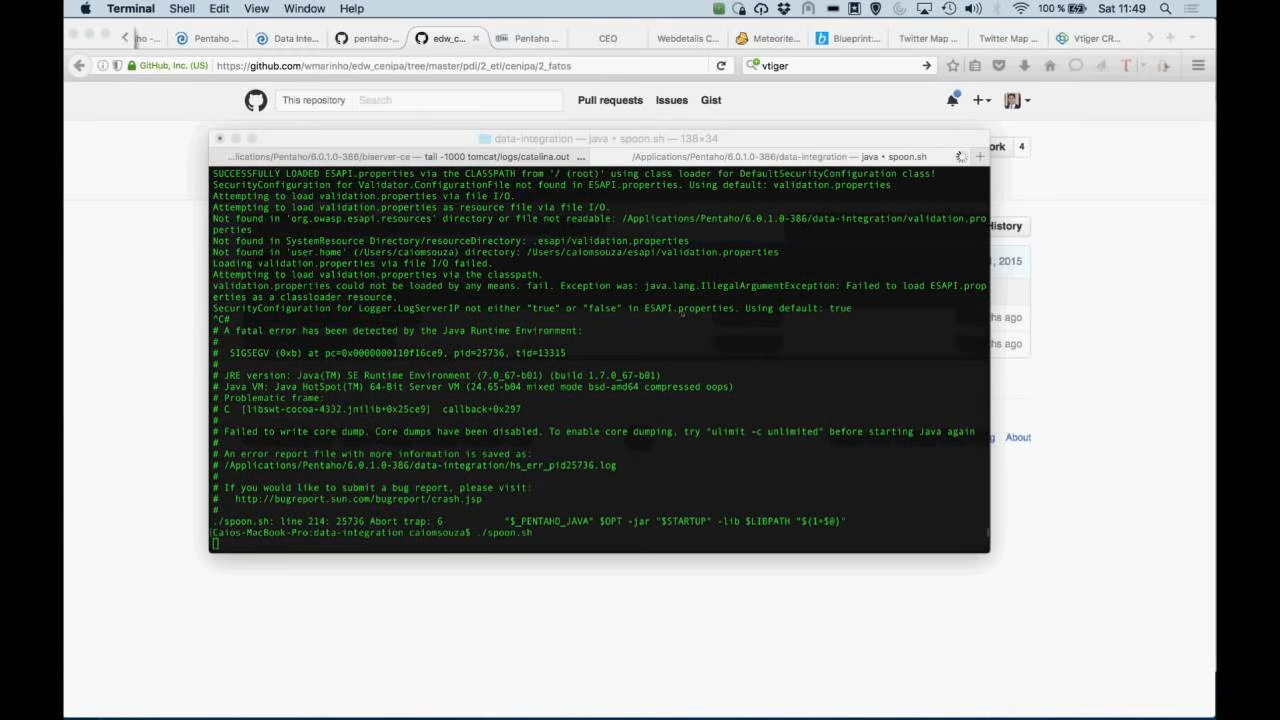 Terminal Shell Edit View Window Help 100 % Sat 11:49
ho -... Pentaho ... Data Inte... pentaho-... edw_c... Pentaho ... CEO Webdetails C... Meteorite... Blueprint:... Twitter Map ... Twitter Map ... Vtiger CR...
GitHub, Inc. (US) https://github.com/wmarinho/edw_cenipa/tree/master/pdi/2_etl/cenipa/2_fatos vtiger
This repository Search Pull requests Issues Gist
data-integration — java • spoon.sh — 138×34
ork 4
...lications/Pentaho/6.0.1.0-386/biserver-ce — tail -1000 tomcat/logs/catalina.out ... /Applications/Pentaho/6.0.1.0-386/data-integration — java • spoon.sh +
SUCCESSFULLY LOADED ESAPI.properties via the CLASSPATH from '/ (root)' using class loader for DefaultSecurityConfiguration class!
SecurityConfiguration for Validator.ConfigurationFile not found in ESAPI.properties. Using default: validation.properties
Attempting to load validation.properties via file I/O.
Attempting to load validation.properties as resource file via file I/O.
Not found in 'org.owasp.esapi.resources' directory or file not readable: /Applications/Pentaho/6.0.1.0-386/data-integration/validation.pro
perties
History
Not found in SystemResource Directory/resourceDirectory: .esapi/validation.properties
Not found in 'user.home' (/Users/caiomsouza) directory: /Users/caiomsouza/esapi/validation.properties
Loading validation.properties via file I/O failed.
1, 2015
Attempting to load validation.properties via the classpath.
validation.properties could not be loaded by any means. fail. Exception was: java.lang.IllegalArgumentException: Failed to load ESAPI.prop
erties as a classloader resource.
SecurityConfiguration for Logger.LogServerIP not either "true" or "false" in ESAPI.properties. Using default: true
^C#
hs ago
# A fatal error has been detected by the Java Runtime Environment:
#
hs ago
# SIGSEGV (0xb) at pc=0x0000000110f16ce9, pid=25736, tid=13315
#
# JRE version: Java(TM) SE Runtime Environment (7.0_67-b01) (build 1.7.0_67-b01)
# Java VM: Java HotSpot(TM) 64-Bit Server VM (24.65-b04 mixed mode bsd-amd64 compressed oops)
# Problematic frame:
# C [libswt-cocoa-4332.jnilib+0x25ce9] callback+0x297
#
# Failed to write core dump. Core dumps have been disabled. To enable core dumping, try "ulimit -c unlimited" before starting Java again
g About
#
# An error report file with more information is saved as:
# /Applications/Pentaho/6.0.1.0-386/data-integration/hs_err_pid25736.log
#
# If you would like to submit a bug report, please visit:
# http://bugreport.sun.com/bugreport/crash.jsp
#
./spoon.sh: line 214: 25736 Abort trap: 6 "$_PENTAHO_JAVA" $OPT -jar "$STARTUP" -lib $LIBPATH "${1+$@}"
[Caios-MacBook-Pro:data-integration caiomsouza$ ./spoon.sh